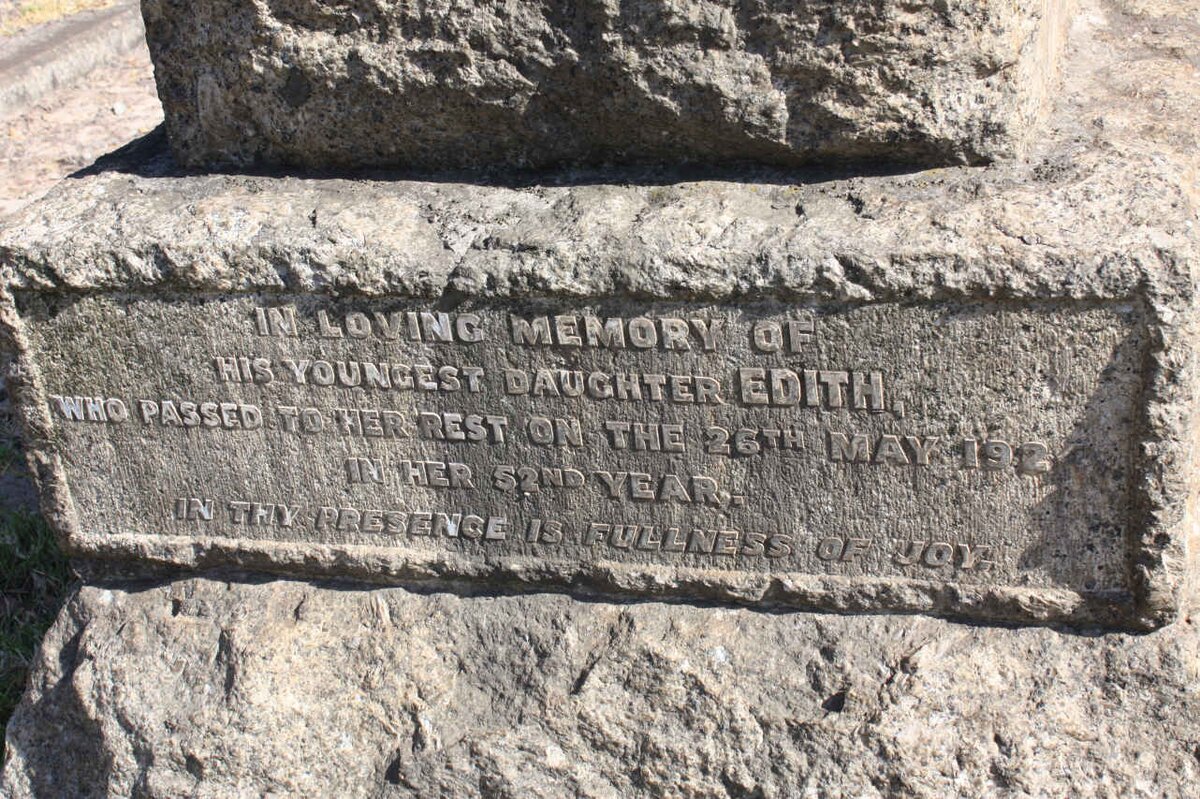 IN LOVING MEMORY OF
HIS YOUNGEST DAUGHTER EDITH,
WHO PASSED TO HER REST ON THE 26TH MAY 192
IN HER 52ND YEAR.
IN THY PRESENCE IS FULLNESS OF JOY.